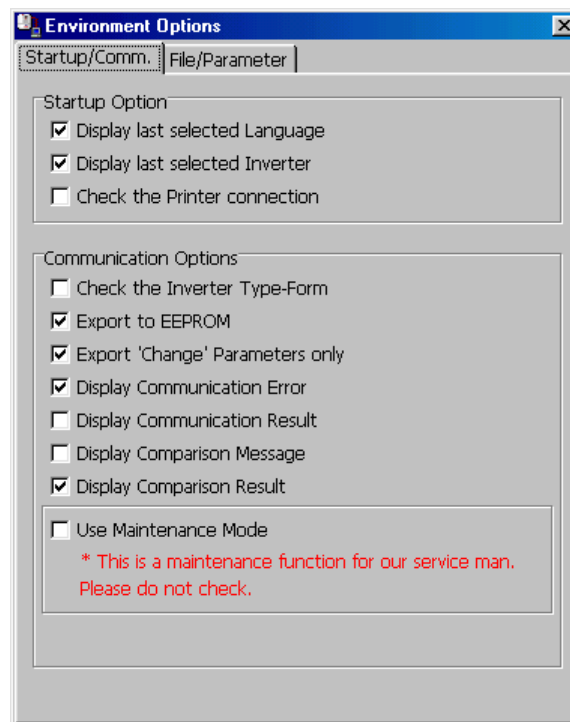 Environment Options
Startup/Comm. File/Parameter
Startup Option
Display last selected Language
Display last selected Inverter
Check the Printer connection
Communication Options
Check the Inverter Type-Form
Export to EEPROM
Export 'Change' Parameters only
Display Communication Error
Display Communication Result
Display Comparison Message
Display Comparison Result
Use Maintenance Mode
* This is a maintenance function for our service man.
Please do not check.